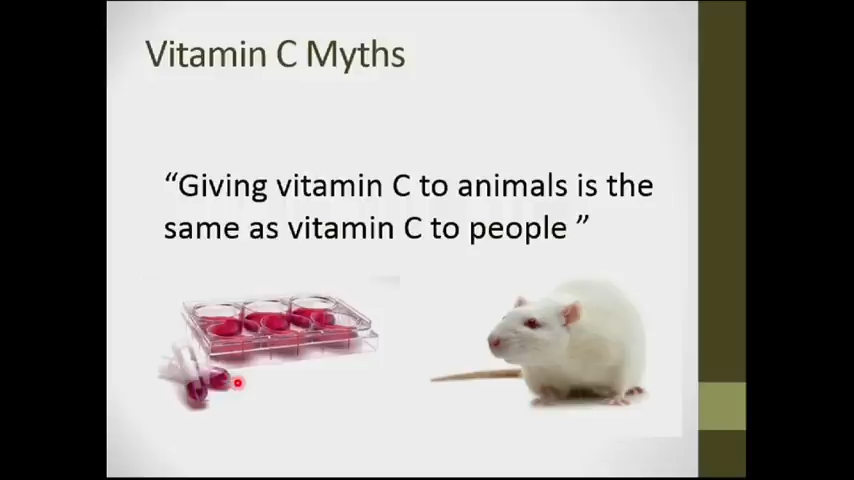 Vitamin C Myths
“Giving vitamin C to animals is the
same as vitamin C to people ”